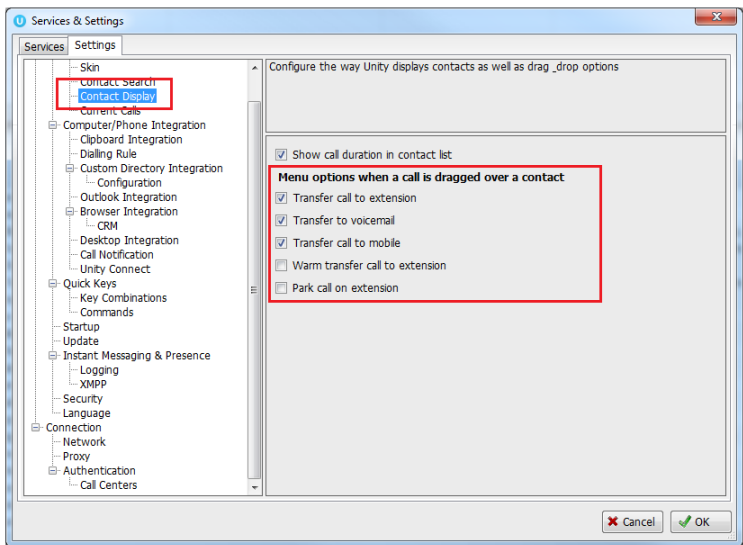 Services & Settings
Services Settings
Skin
Contact Search
Contact Display
Current Calls
Computer/Phone Integration
Clipboard Integration
Dialling Rule
Custom Directory Integration
Configuration
Outlook Integration
Browser Integration
CRM
Desktop Integration
Call Notification
Unity Connect
Quick Keys
Key Combinations
Commands
Startup
Update
Instant Messaging & Presence
Logging
XMPP
Security
Language
Connection
Network
Proxy
Authentication
Call Centers
Configure the way Unity displays contacts as well as drag _drop options
Show call duration in contact list
Menu options when a call is dragged over a contact
Transfer call to extension
Transfer to voicemail
Transfer call to mobile
Warm transfer call to extension
Park call on extension
Cancel OK